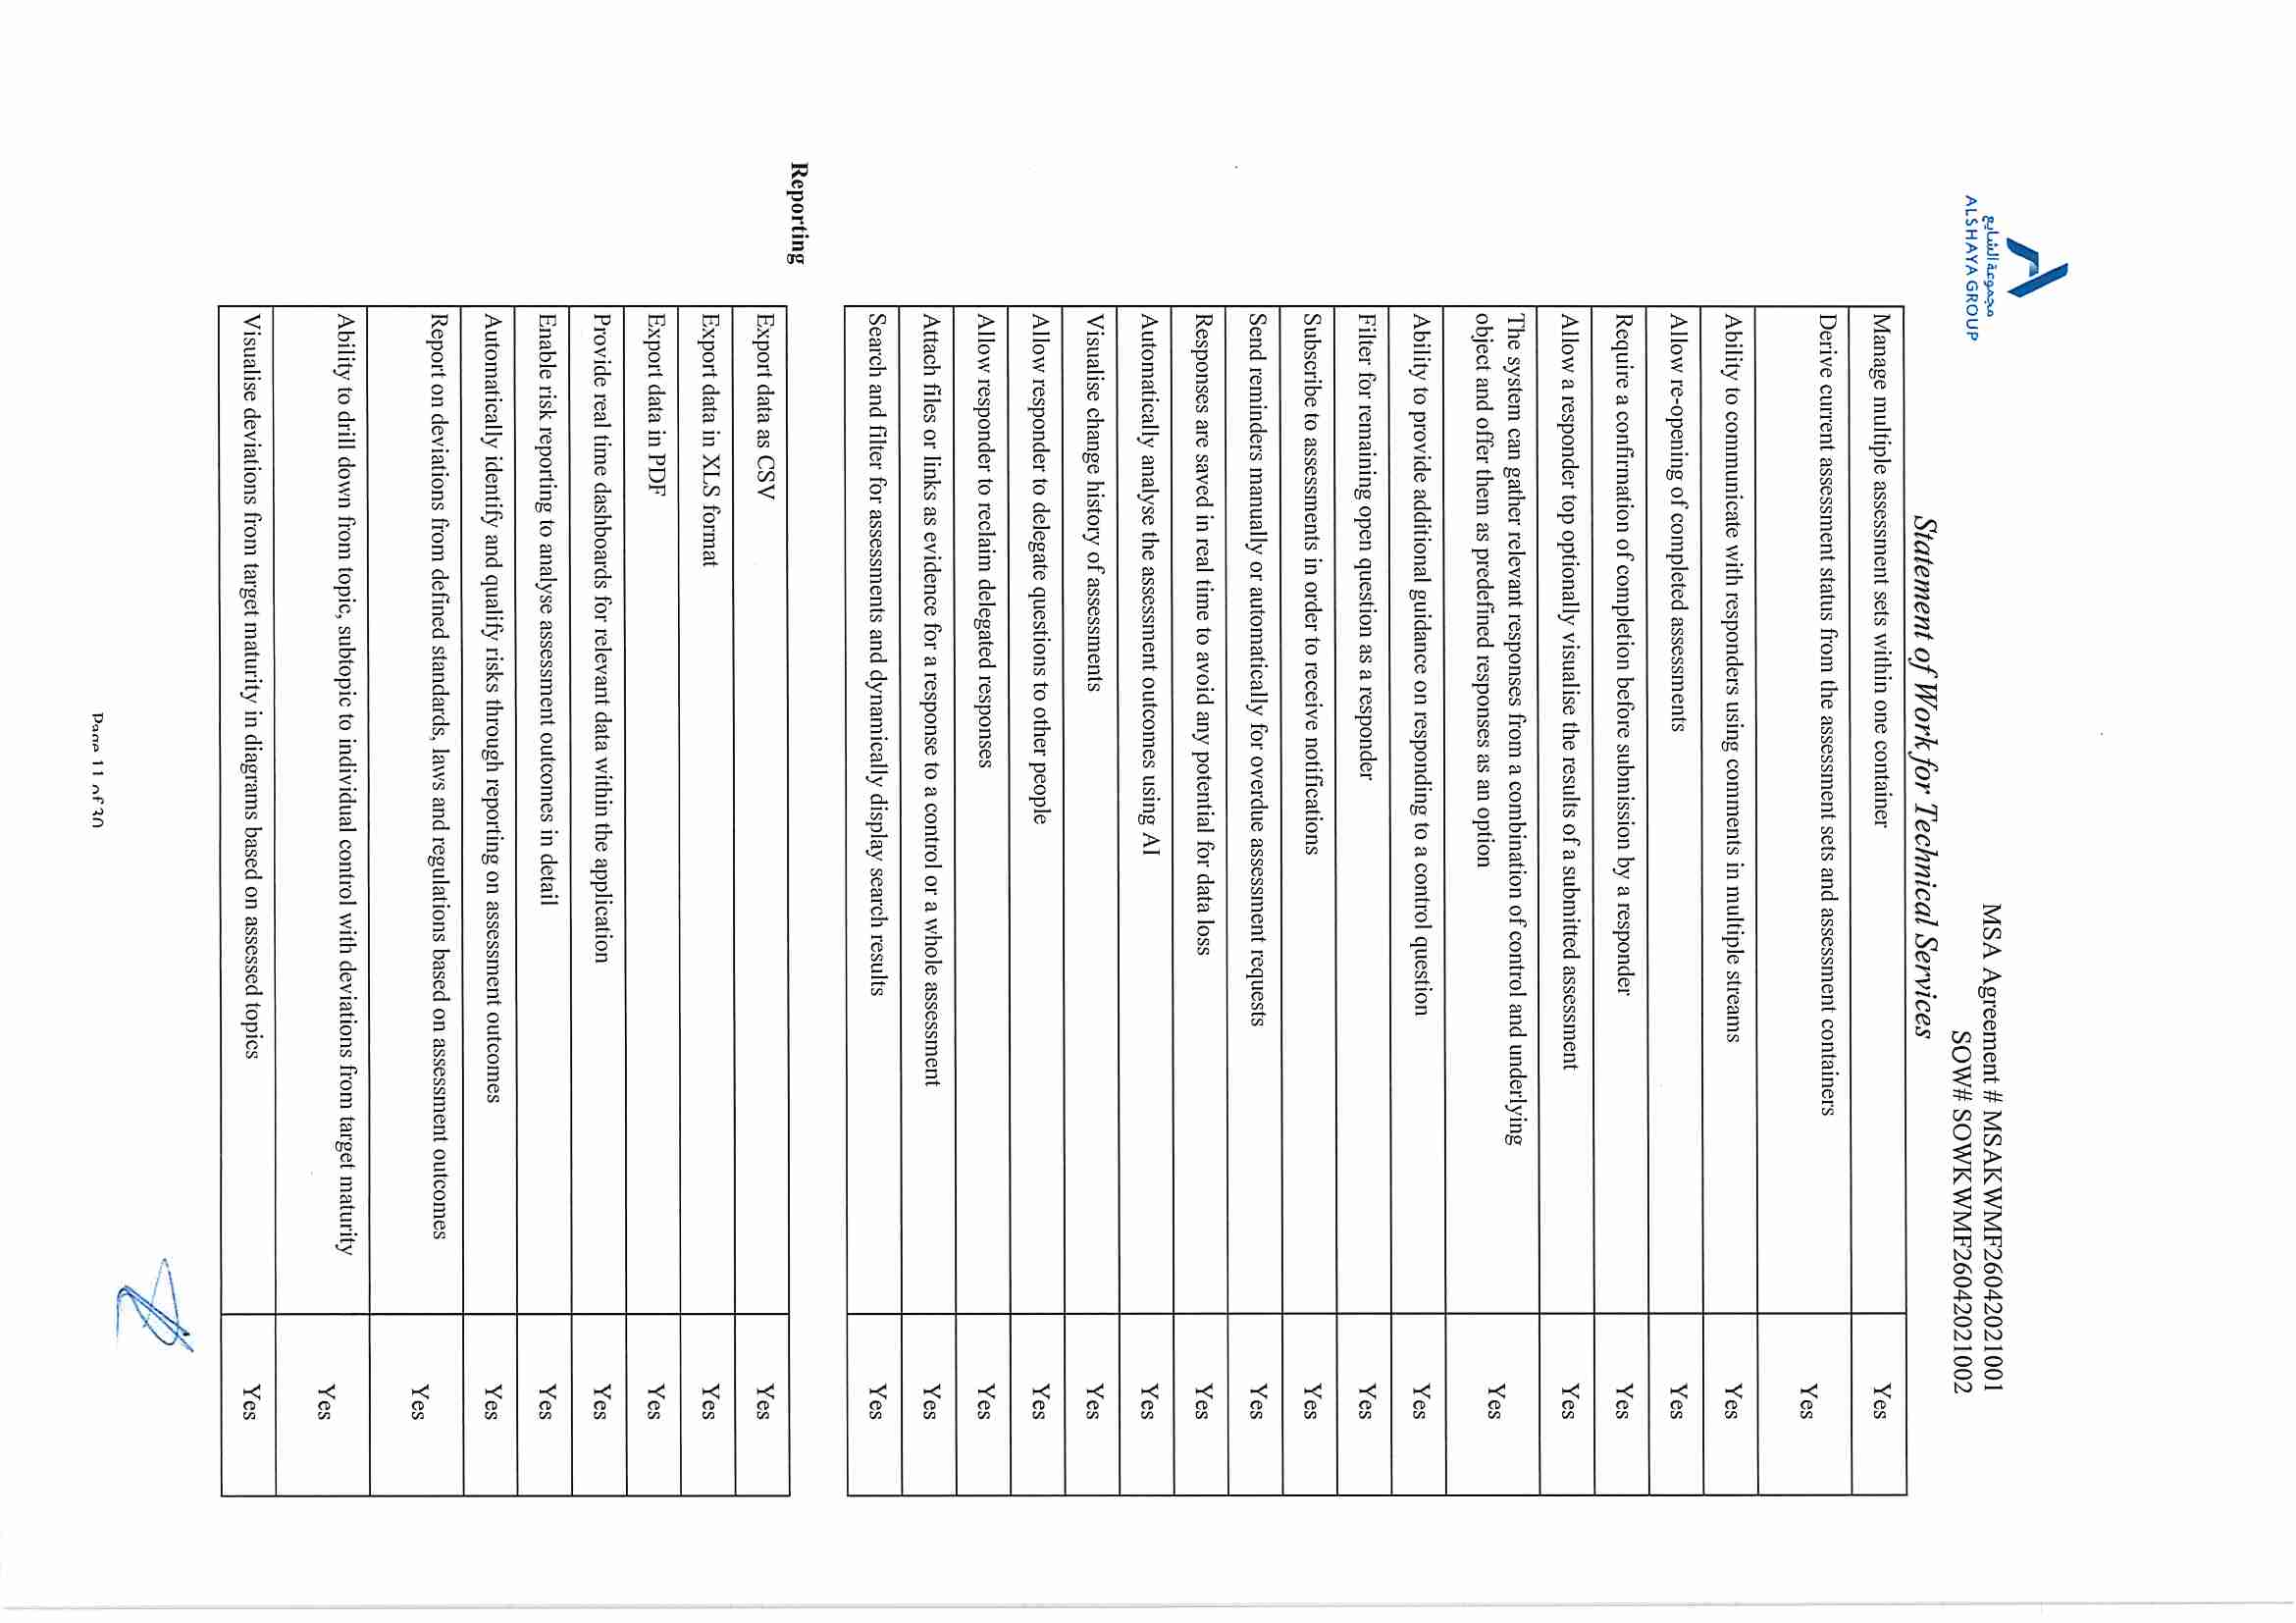 مجموعة الشايع
ALSHAYA GROUP
MSA Agreement # MSAKWMF26042021001
SOW# SOWKWMF26042021002
Statement of Work for Technical Services
Manage multiple assessment sets within one container Yes
Derive current assessment status from the assessment sets and assessment containers Yes
Ability to communicate with responders using comments in multiple streams Yes
Allow re-opening of completed assessments Yes
Require a confirmation of completion before submission by a responder Yes
Allow a responder top optionally visualise the results of a submitted assessment Yes
The system can gather relevant responses from a combination of control and underlying
object and offer them as predefined responses as an option Yes
Ability to provide additional guidance on responding to a control question Yes
Filter for remaining open question as a responder Yes
Subscribe to assessments in order to receive notifications Yes
Send reminders manually or automatically for overdue assessment requests Yes
Responses are saved in real time to avoid any potential for data loss Yes
Automatically analyse the assessment outcomes using AI Yes
Visualise change history of assessments Yes
Allow responder to delegate questions to other people Yes
Allow responder to reclaim delegated responses Yes
Attach files or links as evidence for a response to a control or a whole assessment Yes
Search and filter for assessments and dynamically display search results Yes
Reporting
Export data as CSV Yes
Export data in XLS format Yes
Export data in PDF Yes
Provide real time dashboards for relevant data within the application Yes
Enable risk reporting to analyse assessment outcomes in detail Yes
Automatically identify and qualify risks through reporting on assessment outcomes Yes
Report on deviations from defined standards, laws and regulations based on assessment outcomes Yes
Ability to drill down from topic, subtopic to individual control with deviations from target maturity Yes
Visualise deviations from target maturity in diagrams based on assessed topics Yes
Page 11 of 30